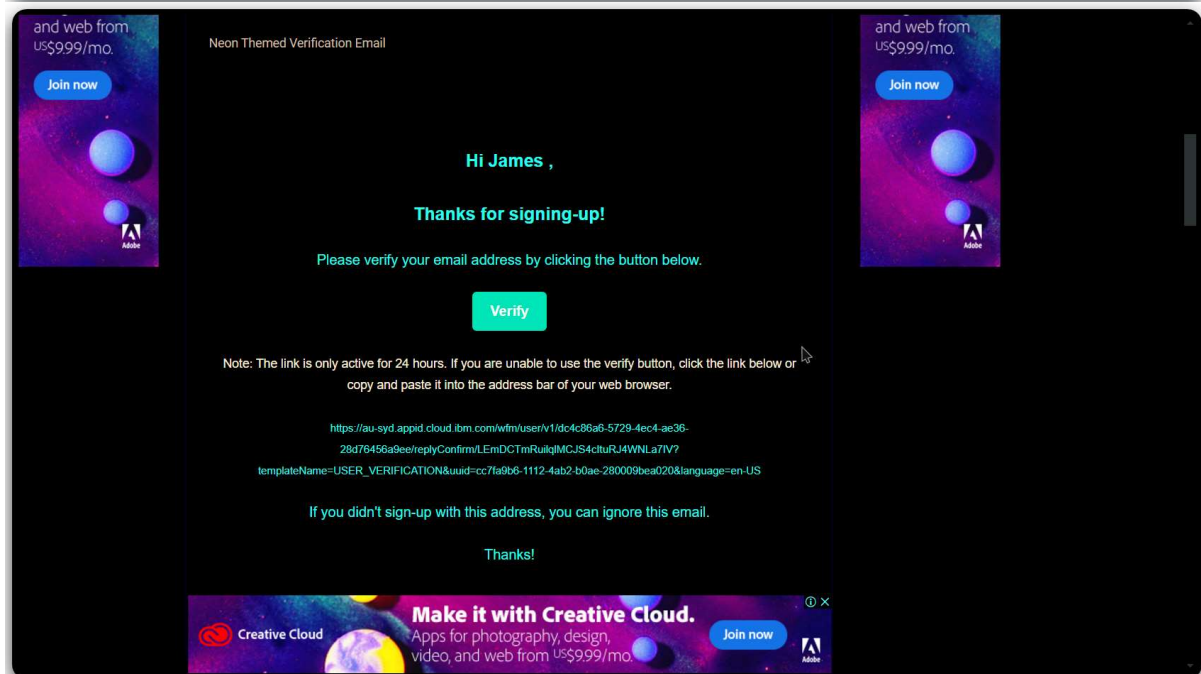 and web from
US$9.99/mo.
Join now
Adobe
Neon Themed Verification Email
Hi James ,
Thanks for signing-up!
Please verify your email address by clicking the button below.
Verify
Note: The link is only active for 24 hours. If you are unable to use the verify button, click the link below or
copy and paste it into the address bar of your web browser.
https://au-syd.appid.cloud.ibm.com/wfm/user/v1/dc4c86a6-5729-4ec4-ae36-
28d76456a9ee/replyConfirm/LEmDCTmRuilqIMCJS4cItuRJ4WNLa7IV?
templateName=USER_VERIFICATION&uuid=cc7fa9b6-1112-4ab2-b0ae-280009bea020&language=en-US
If you didn't sign-up with this address, you can ignore this email.
Thanks!
and web from
US$9.99/mo.
Join now
Adobe
Creative Cloud
Make it with Creative Cloud.
Apps for photography, design,
video, and web from US$9.99/mo.
Join now
Adobe